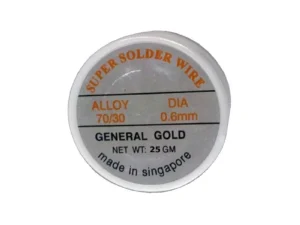 SUPER SOLDER WIRE
ALLOY DIA
70/30 0.6mm
GENERAL GOLD
NET WT: 25 GM
made in singapore